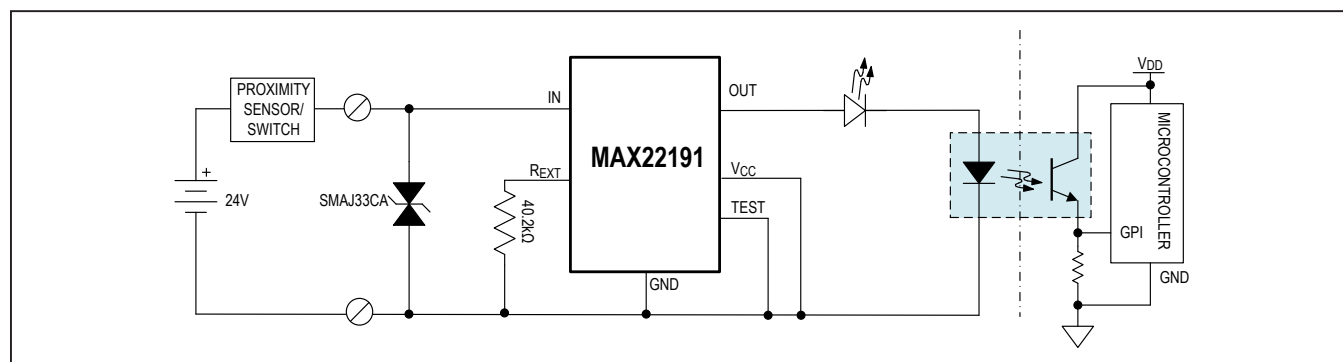 PROXIMITY
SENSOR/
SWITCH
+
24V
SMAJ33CA
IN
REXT
40.2kΩ
MAX22191
OUT
VCC
TEST
GND
VDD
MICROCONTROLLER
GPI
GND